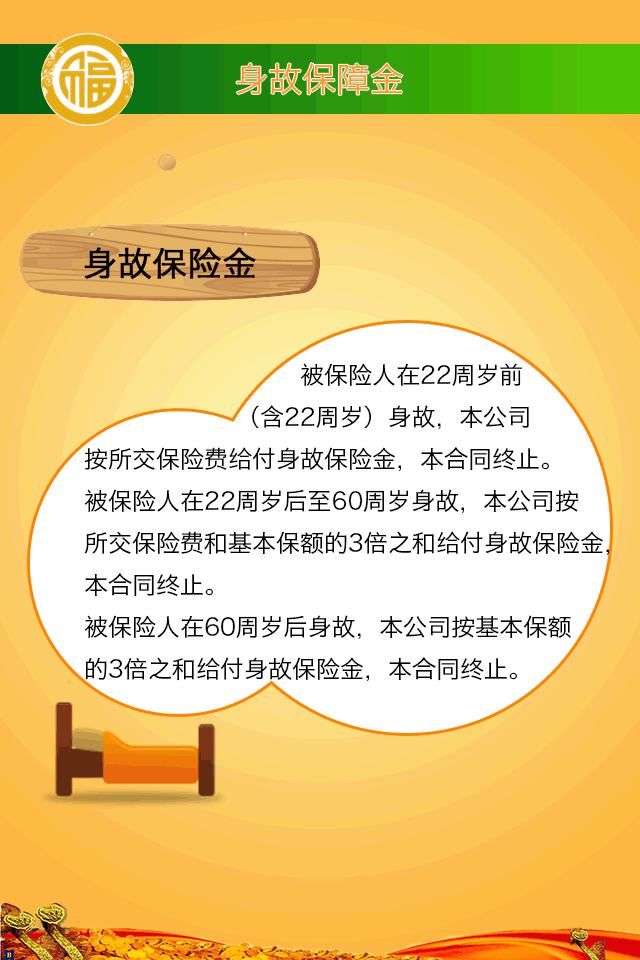 福
身故保障金
身故保险金
被保险人在22周岁前
（含22周岁）身故，本公司
按所交保险费给付身故保险金，本合同终止。
被保险人在22周岁后至60周岁身故，本公司按
所交保险费和基本保额的3倍之和给付身故保险金，
本合同终止。
被保险人在60周岁后身故，本公司按基本保额
的3倍之和给付身故保险金，本合同终止。
8